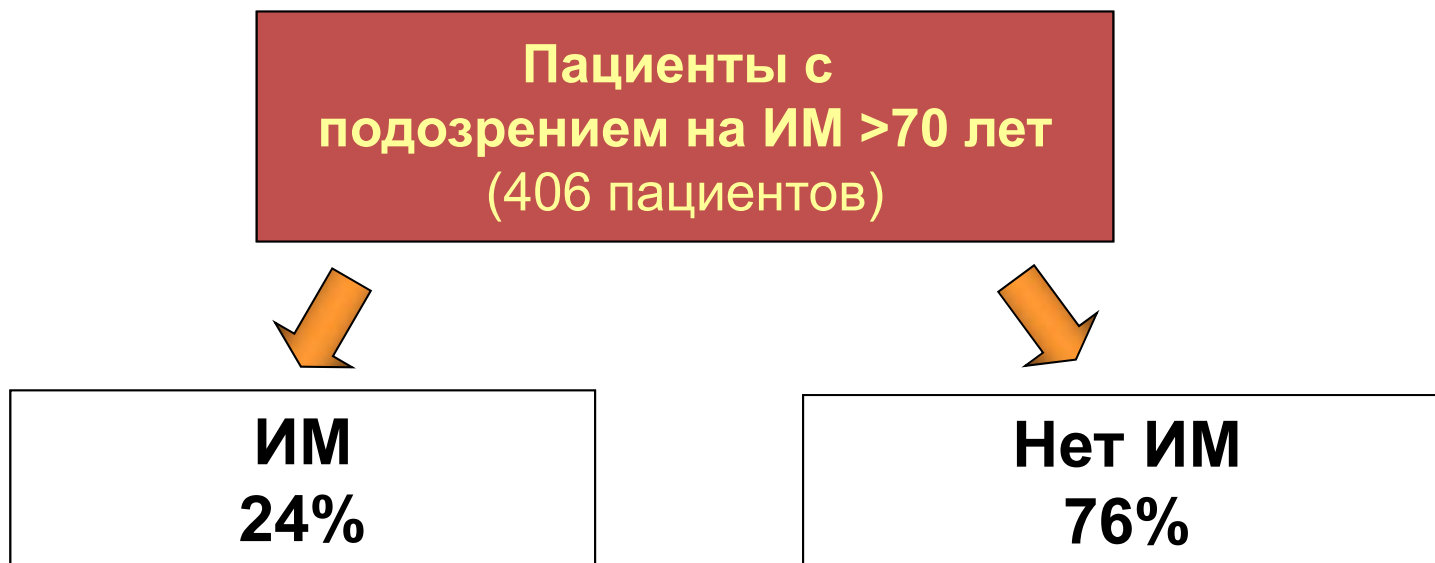 Пациенты с
подозрением на ИМ >70 лет
(406 пациентов)
ИМ
24%
Нет ИМ
76%